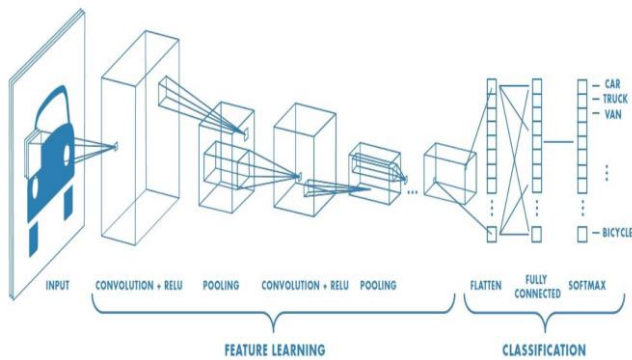 CAR
TRUCK
VAN
BICYCLE
INPUT CONVOLUTION + RELU POOLING CONVOLUTION + RELU POOLING FLATTEN FULLY CONNECTED SOFTMAX
FEATURE LEARNING CLASSIFICATION